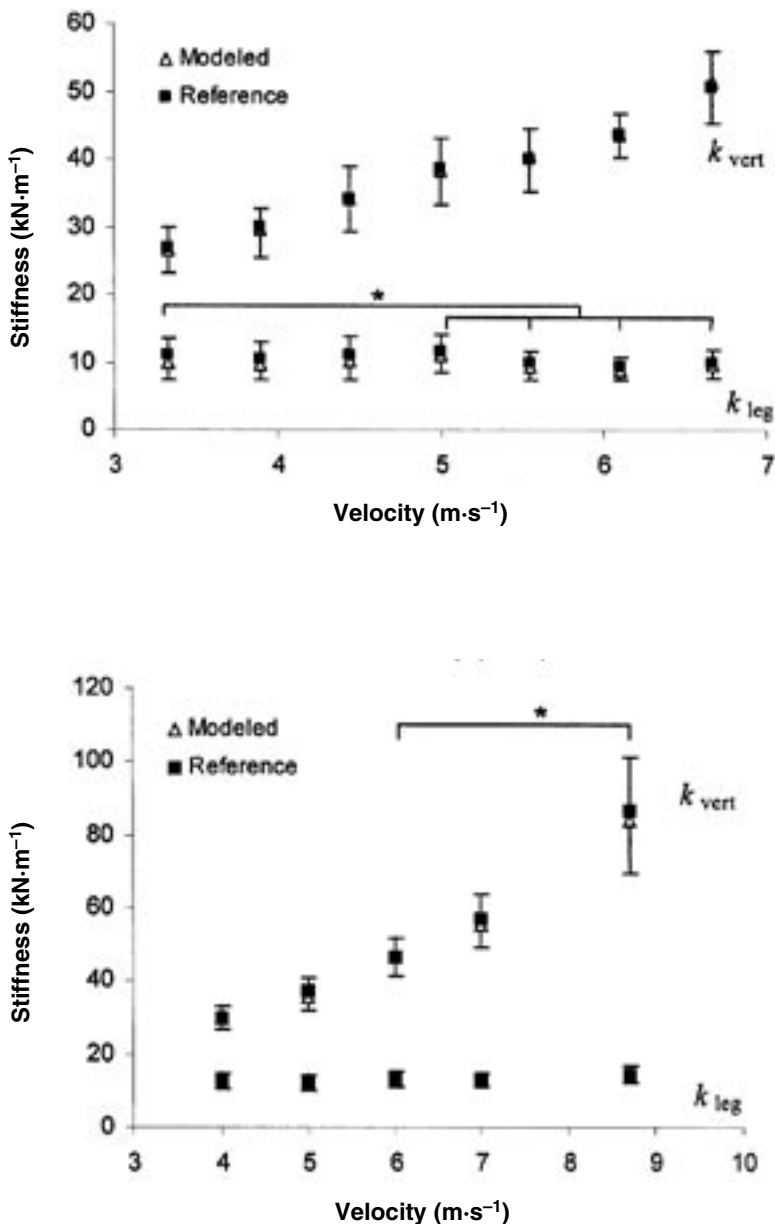 60
50
40
30
20
10
0
Stiffness (kN·m⁻¹)
Modeled
Reference
k vert
*
k leg
3 4 5 6 7
Velocity (m·s⁻¹)
120
100
80
60
40
20
0
Stiffness (kN·m⁻¹)
Modeled
Reference
*
k vert
k leg
3 4 5 6 7 8 9 10
Velocity (m·s⁻¹)